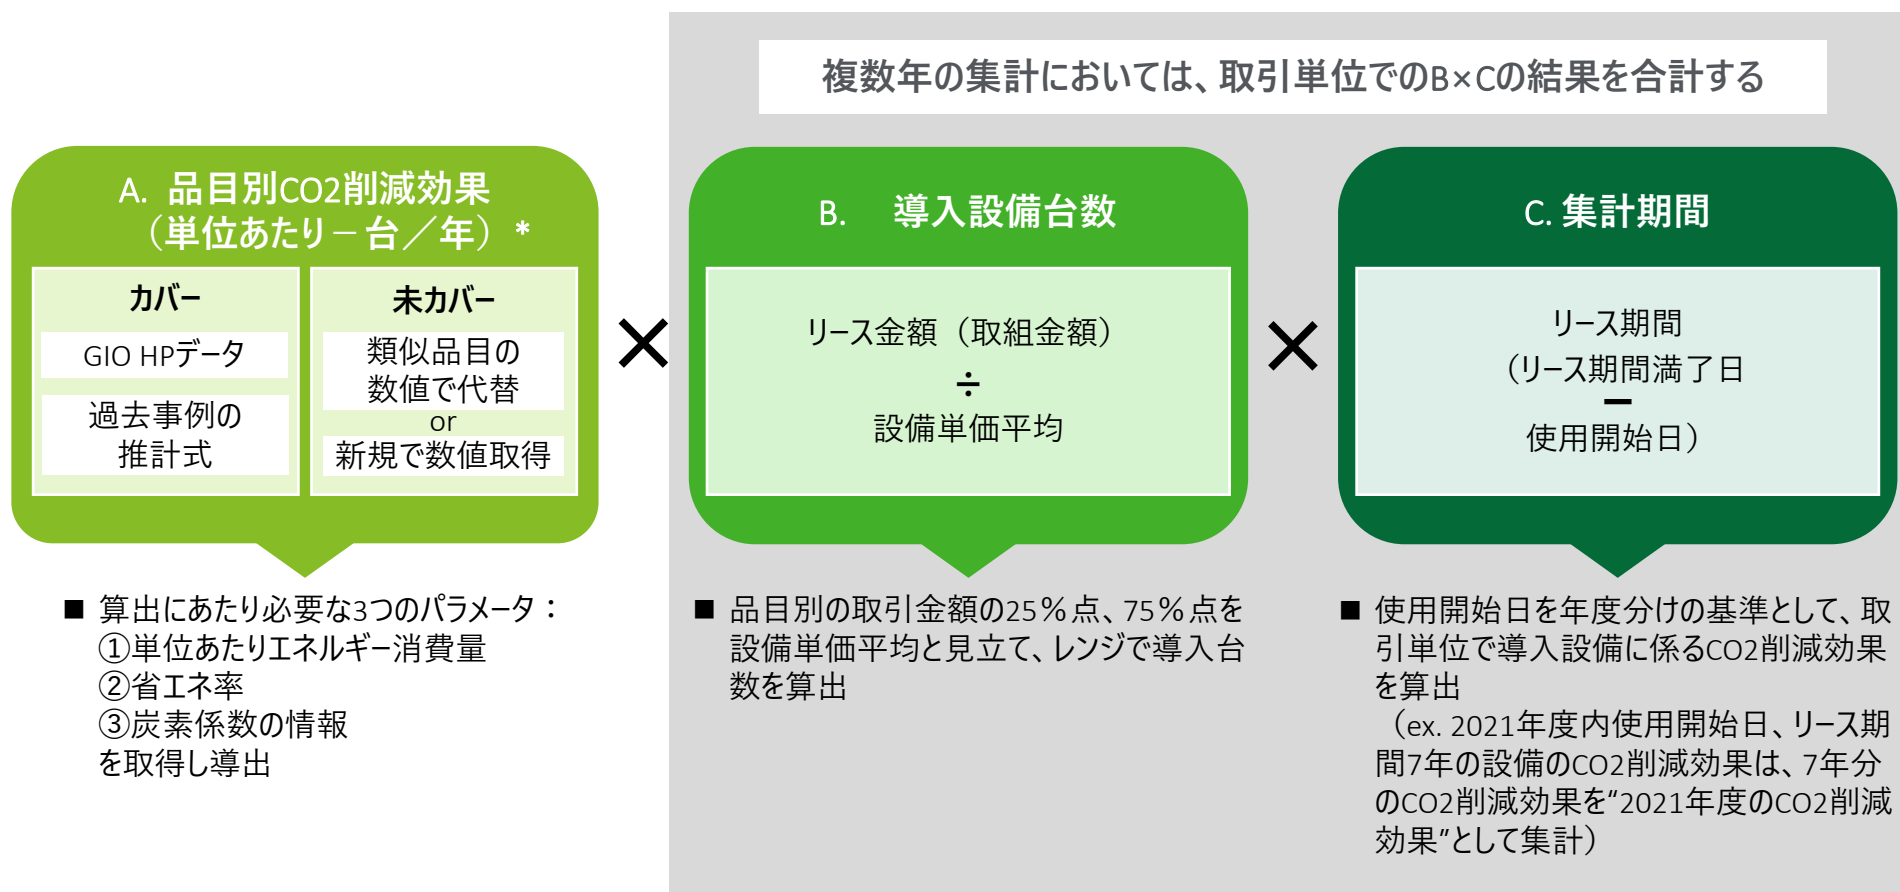 複数年の集計においては、取引単位でのB×Cの結果を合計する
A. 品目別CO2削減効果
（単位あたり－台／年）*
カバー
GIO HPデータ
過去事例の
推計式
未カバー
類似品目の
数値で代替
or
新規で数値取得
×
B. 導入設備台数
リース金額（取組金額）
÷
設備単価平均
×
C. 集計期間
リース期間
（リース期間満了日
ー
使用開始日）
■ 算出にあたり必要な3つのパラメータ：
①単位あたりエネルギー消費量
②省エネ率
③炭素係数の情報
を取得し導出
■ 品目別の取引金額の25％点、75％点を
設備単価平均と見立て、レンジで導入台
数を算出
■ 使用開始日を年度分けの基準として、取
引単位で導入設備に係るCO2削減効果
を算出
（ex. 2021年度内使用開始日、リース期
間7年の設備のCO2削減効果は、7年分
のCO2削減効果を“2021年度のCO2削減
効果”として集計）